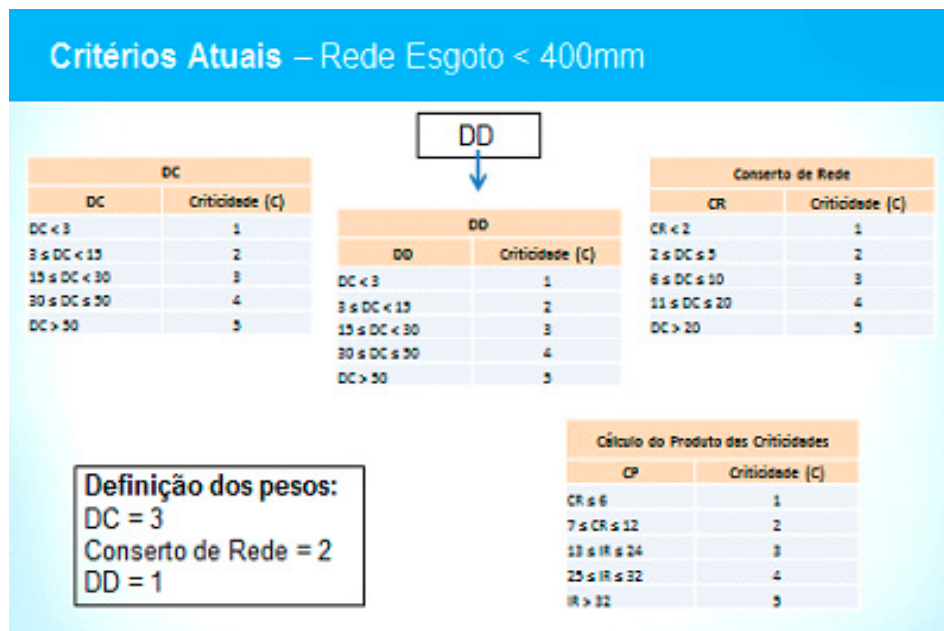 Critérios Atuais – Rede Esgoto < 400mm
DD
DC
DC Criticidade (C)
DC < 3 1
3 ≤ DC < 15 2
15 ≤ DC < 30 3
30 ≤ DC ≤ 50 4
DC > 50 5
DD
DD Criticidade (C)
DC < 3 1
3 ≤ DC < 15 2
15 ≤ DC < 30 3
30 ≤ DC ≤ 50 4
DC > 50 5
Conserto de Rede
CR Criticidade (C)
CR < 2 1
2 ≤ DC ≤ 5 2
6 ≤ DC ≤ 10 3
11 ≤ DC ≤ 20 4
DC > 20 5
Definição dos pesos:
DC = 3
Conserto de Rede = 2
DD = 1
Cálculo do Produto das Criticidades
CP Criticidade (C)
CR ≤ 6 1
7 ≤ CR ≤ 12 2
13 ≤ IR ≤ 24 3
25 ≤ IR ≤ 32 4
IR > 32 5